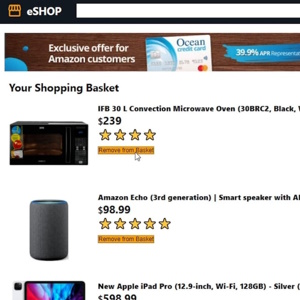 eSHOP
Exclusive offer for
Amazon customers
Ocean
credit card
39.9% APR Representa
Your Shopping Basket
IFB 30 L Convection Microwave Oven (30BRC2, Black,
$239
Remove from Basket
Amazon Echo (3rd generation) | Smart speaker with Al
$98.99
Remove from Basket
New Apple iPad Pro (12.9-inch, Wi-Fi, 128GB) - Silver (
$598.99